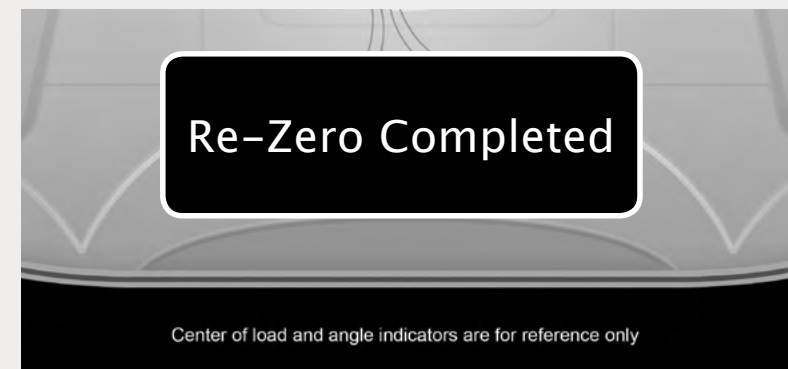 Re-Zero Completed
Center of load and angle indicators are for reference only